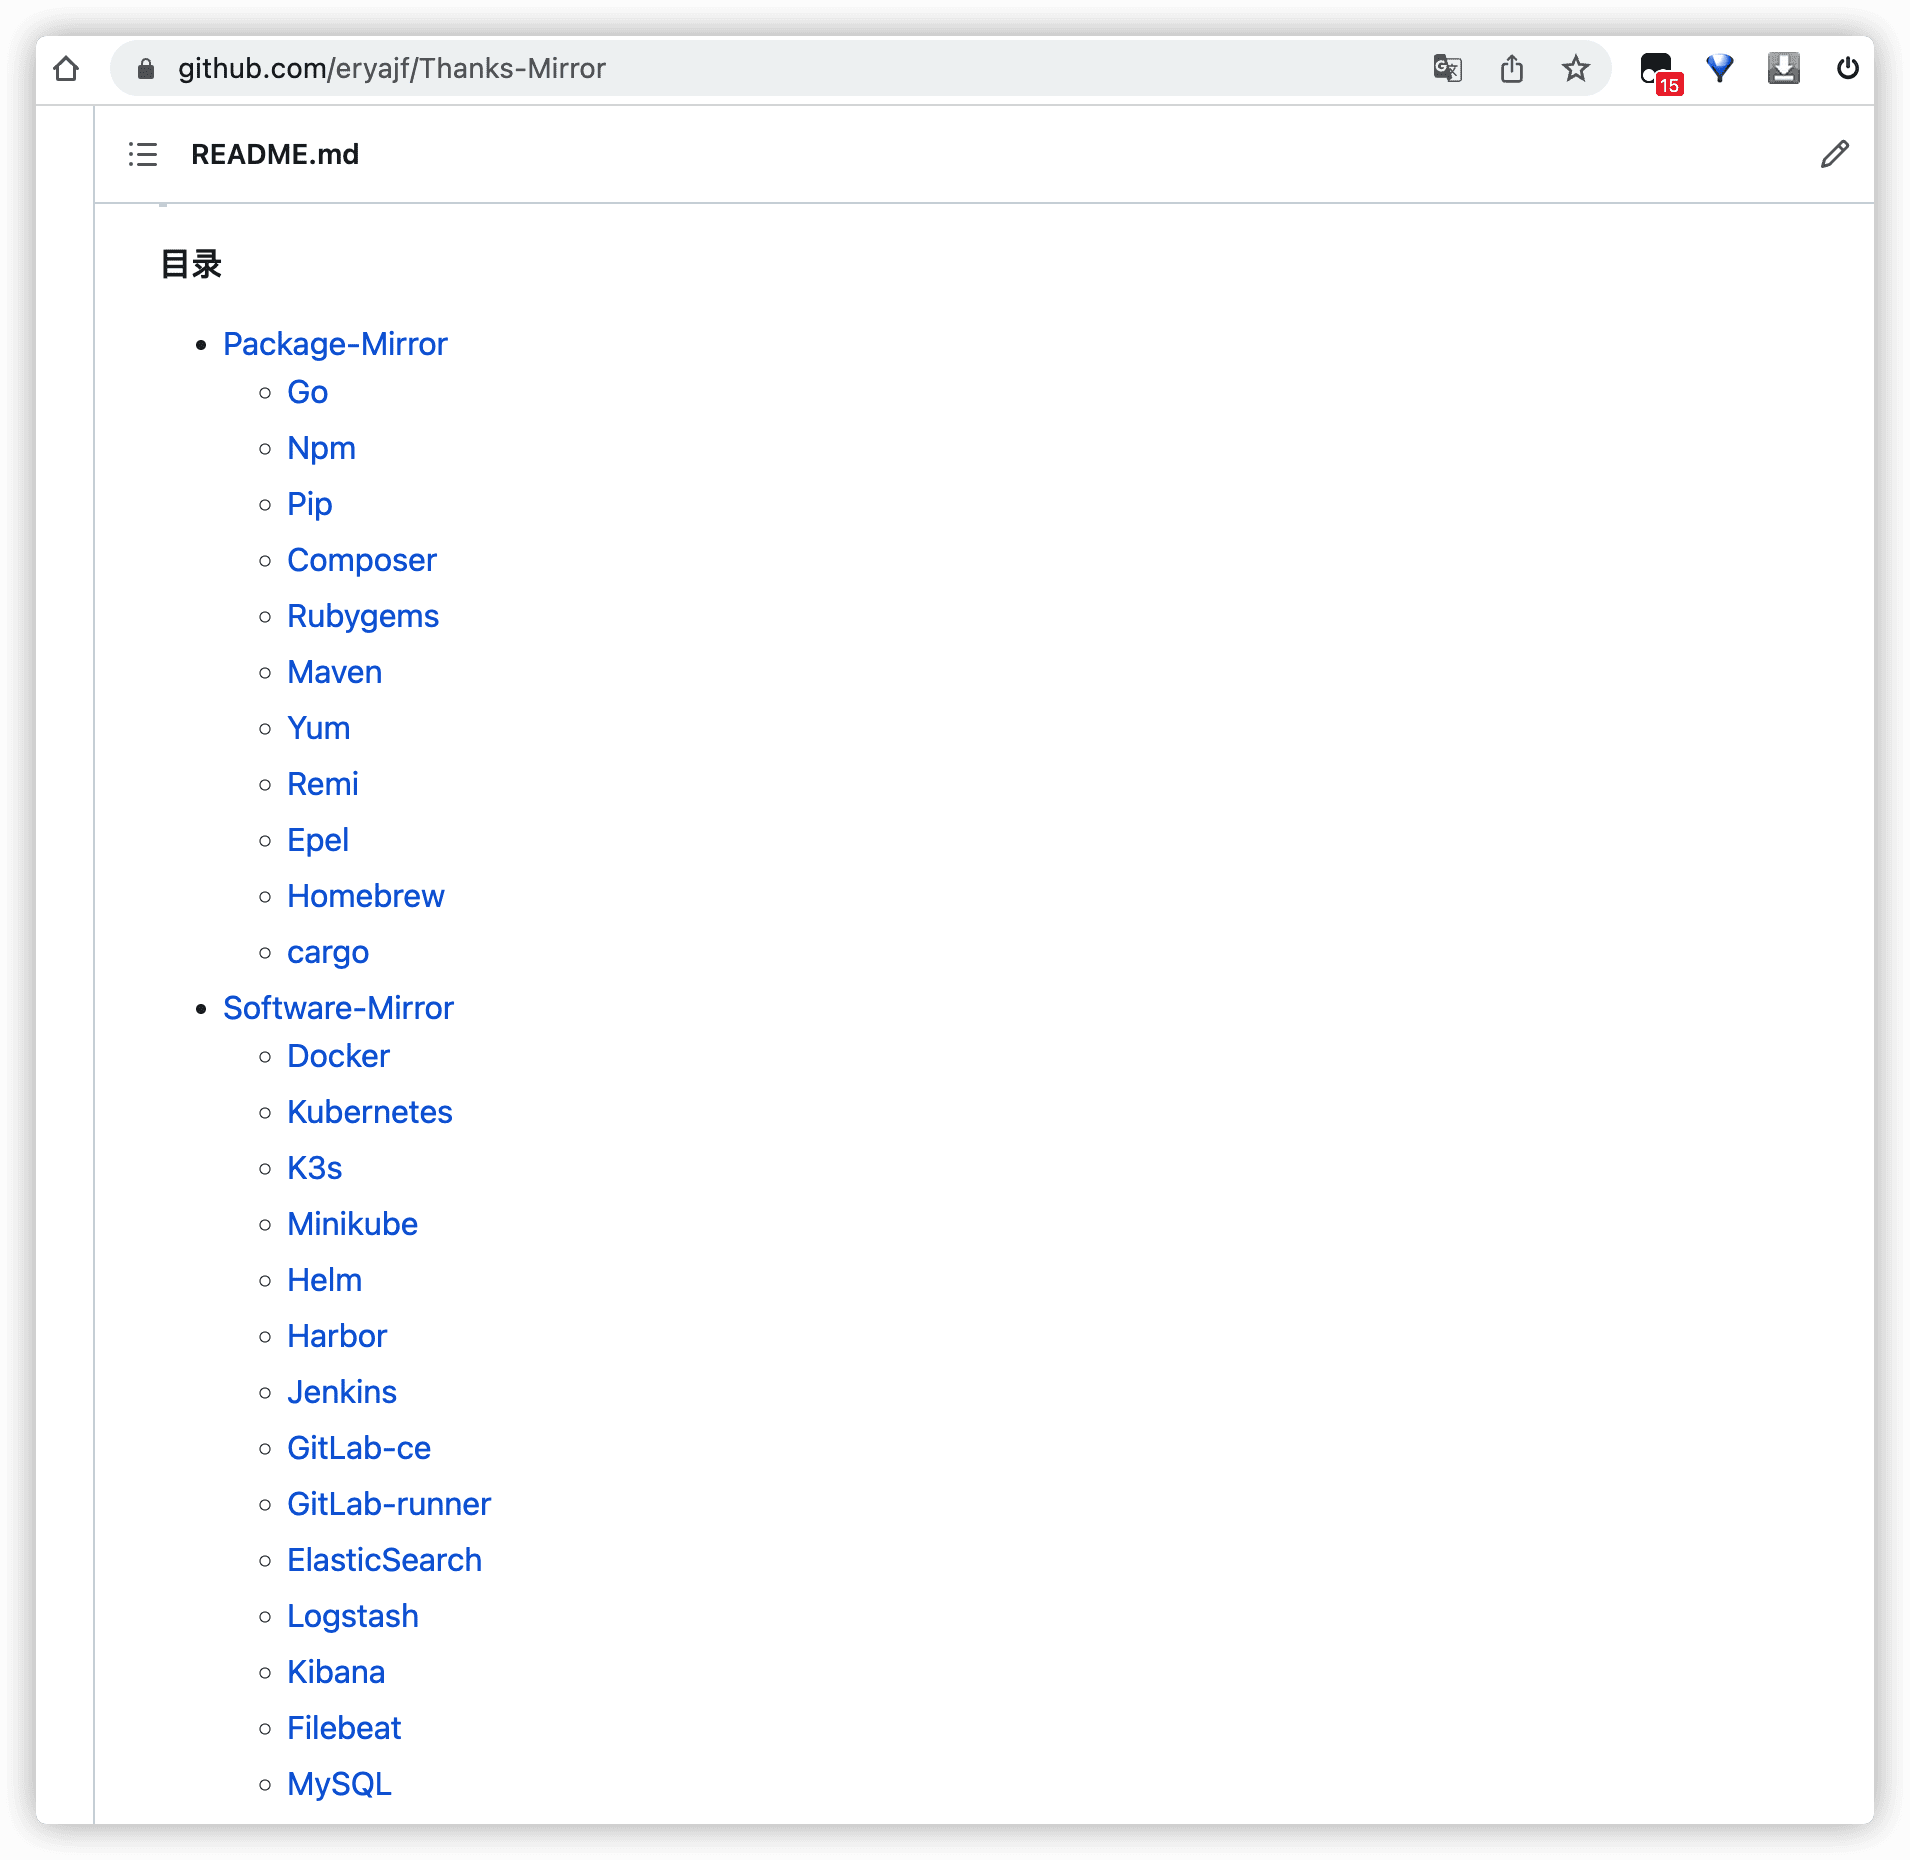 github.com/eryajf/Thanks-Mirror
15
README.md
目录
Package-Mirror
Go
Npm
Pip
Composer
Rubygems
Maven
Yum
Remi
Epel
Homebrew
cargo
Software-Mirror
Docker
Kubernetes
K3s
Minikube
Helm
Harbor
Jenkins
GitLab-ce
GitLab-runner
ElasticSearch
Logstash
Kibana
Filebeat
MySQL